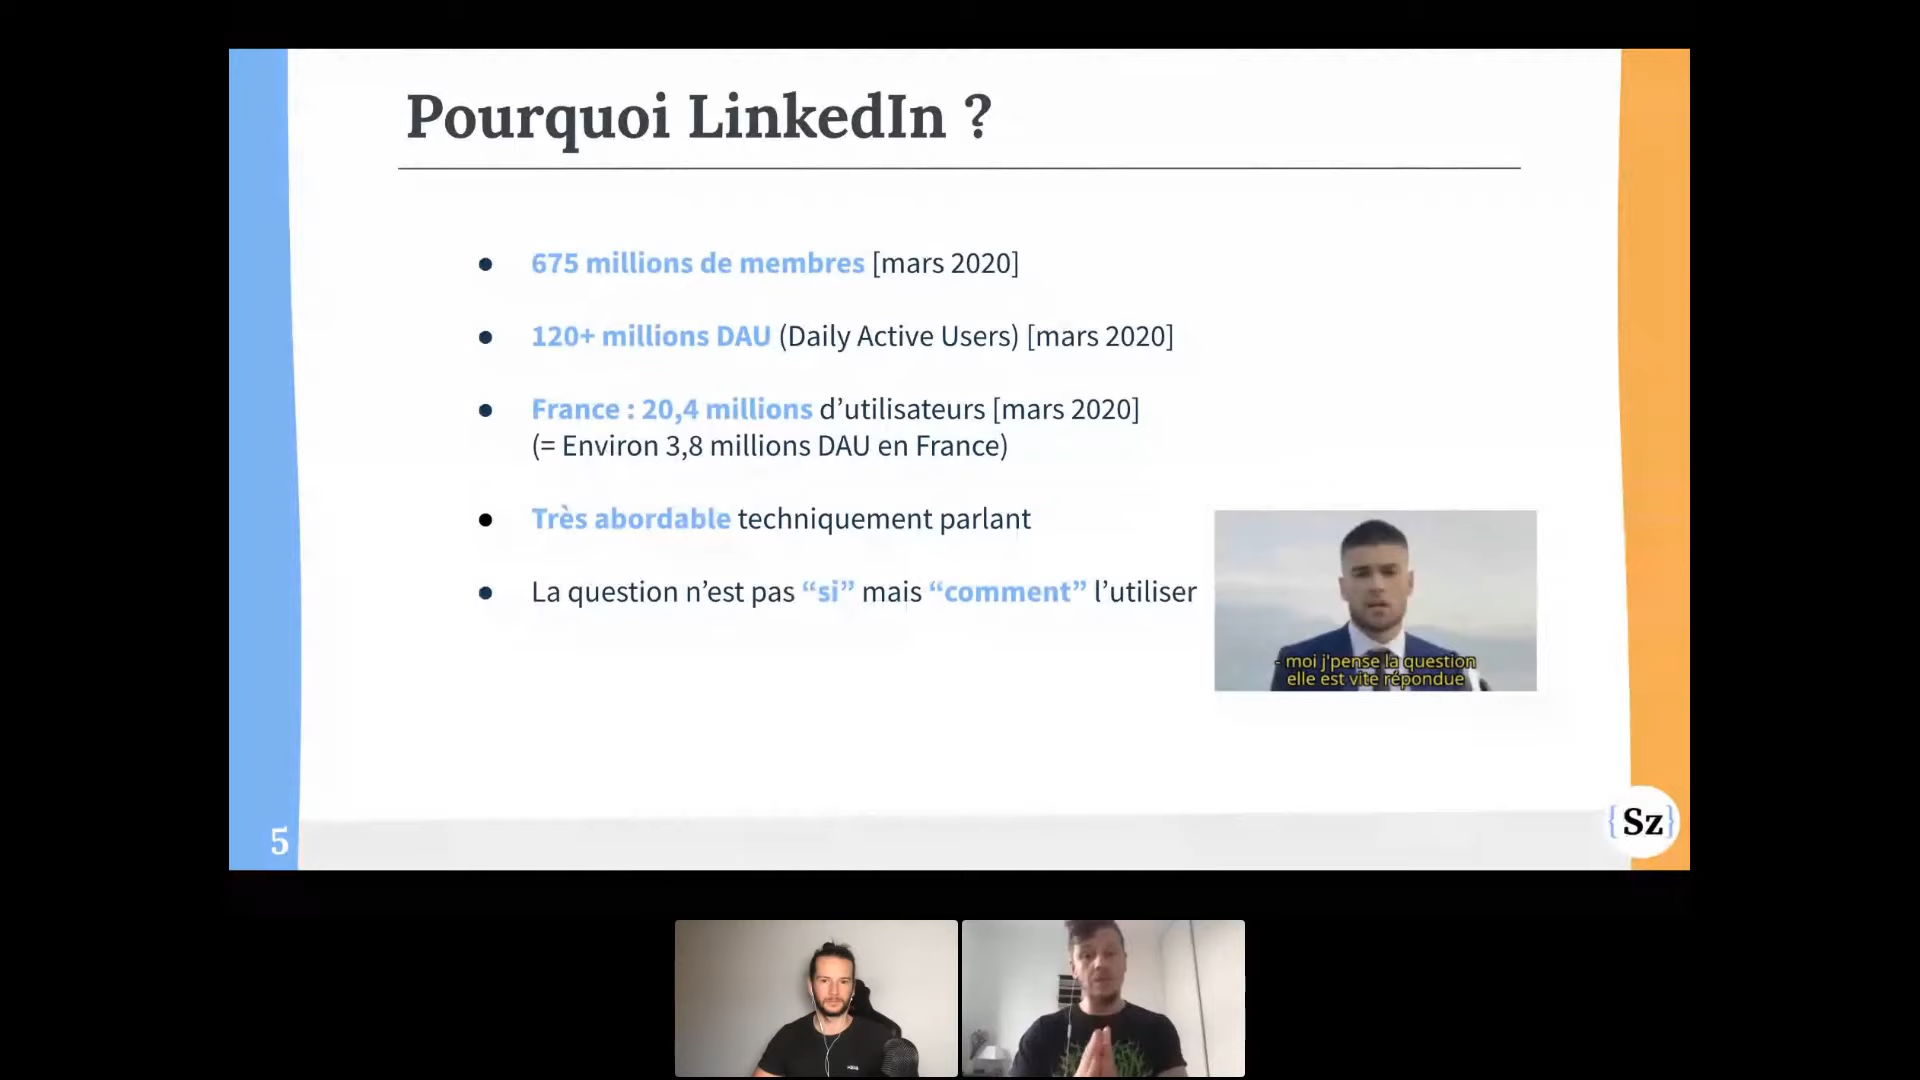 Pourquoi LinkedIn ?
● 675 millions de membres [mars 2020]
● 120+ millions DAU (Daily Active Users) [mars 2020]
● France : 20,4 millions d’utilisateurs [mars 2020]
(= Environ 3,8 millions DAU en France)
● Très abordable techniquement parlant
● La question n’est pas “si” mais “comment” l’utiliser
- moi j'pense la question
elle est vite répondue
5
{Sz}